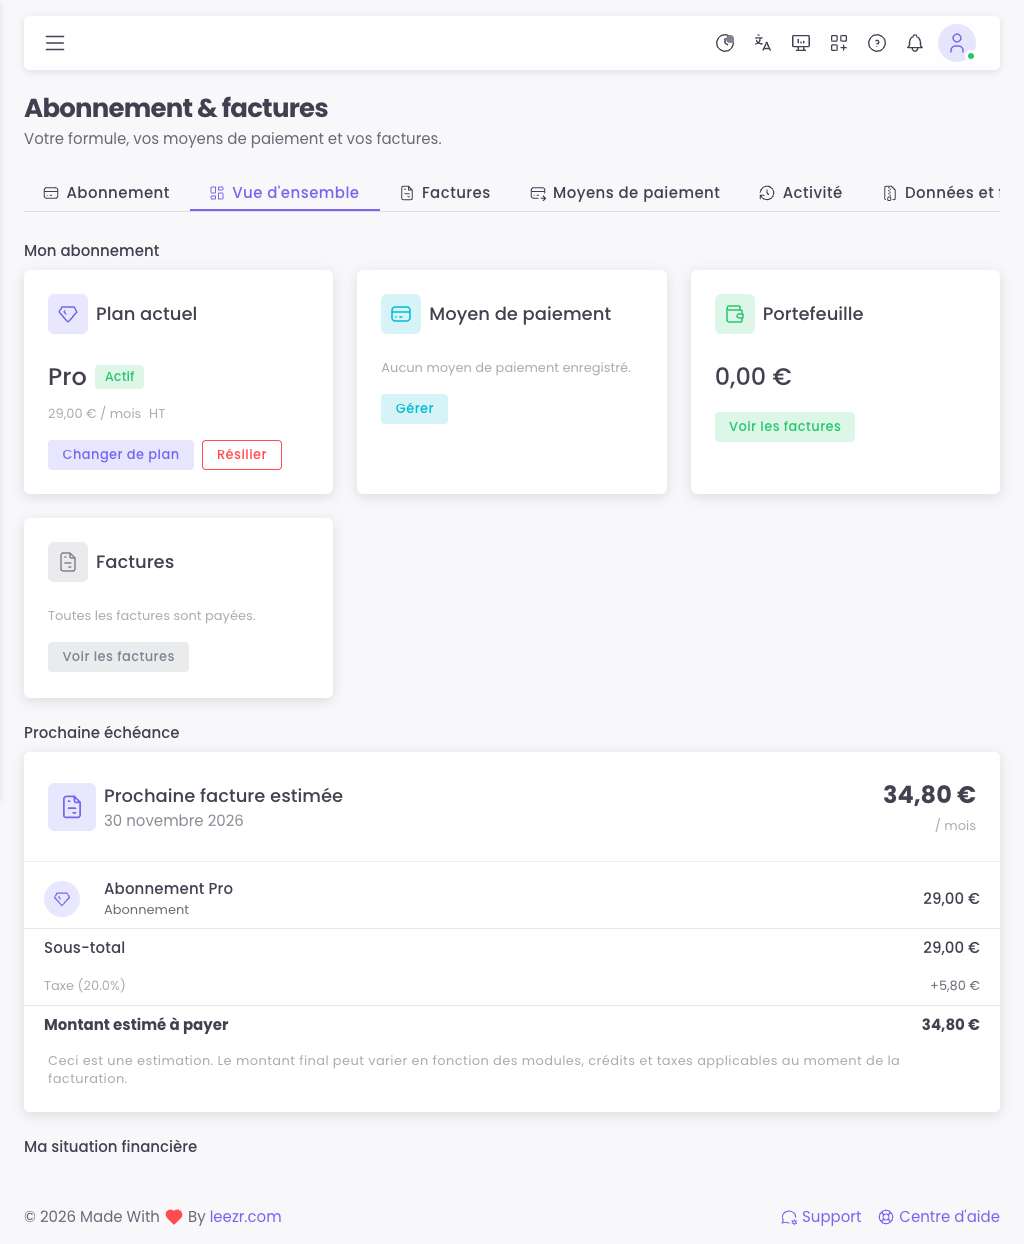 Abonnement & factures
Votre formule, vos moyens de paiement et vos factures.
Abonnement
Vue d'ensemble
Factures
Moyens de paiement
Activité
Données et
Mon abonnement
Plan actuel
Pro
Actif
29,00 € / mois HT
Changer de plan
Résilier
Moyen de paiement
Aucun moyen de paiement enregistré.
Gérer
Portefeuille
0,00 €
Voir les factures
Factures
Toutes les factures sont payées.
Voir les factures
Prochaine échéance
Prochaine facture estimée
30 novembre 2026
34,80 €
/ mois
Abonnement Pro
Abonnement
29,00 €
Sous-total
29,00 €
Taxe (20.0%)
+5,80 €
Montant estimé à payer
34,80 €
Ceci est une estimation. Le montant final peut varier en fonction des modules, crédits et taxes applicables au moment de la
facturation.
Ma situation financière
© 2026 Made With ❤ By leezr.com
Support
Centre d'aide